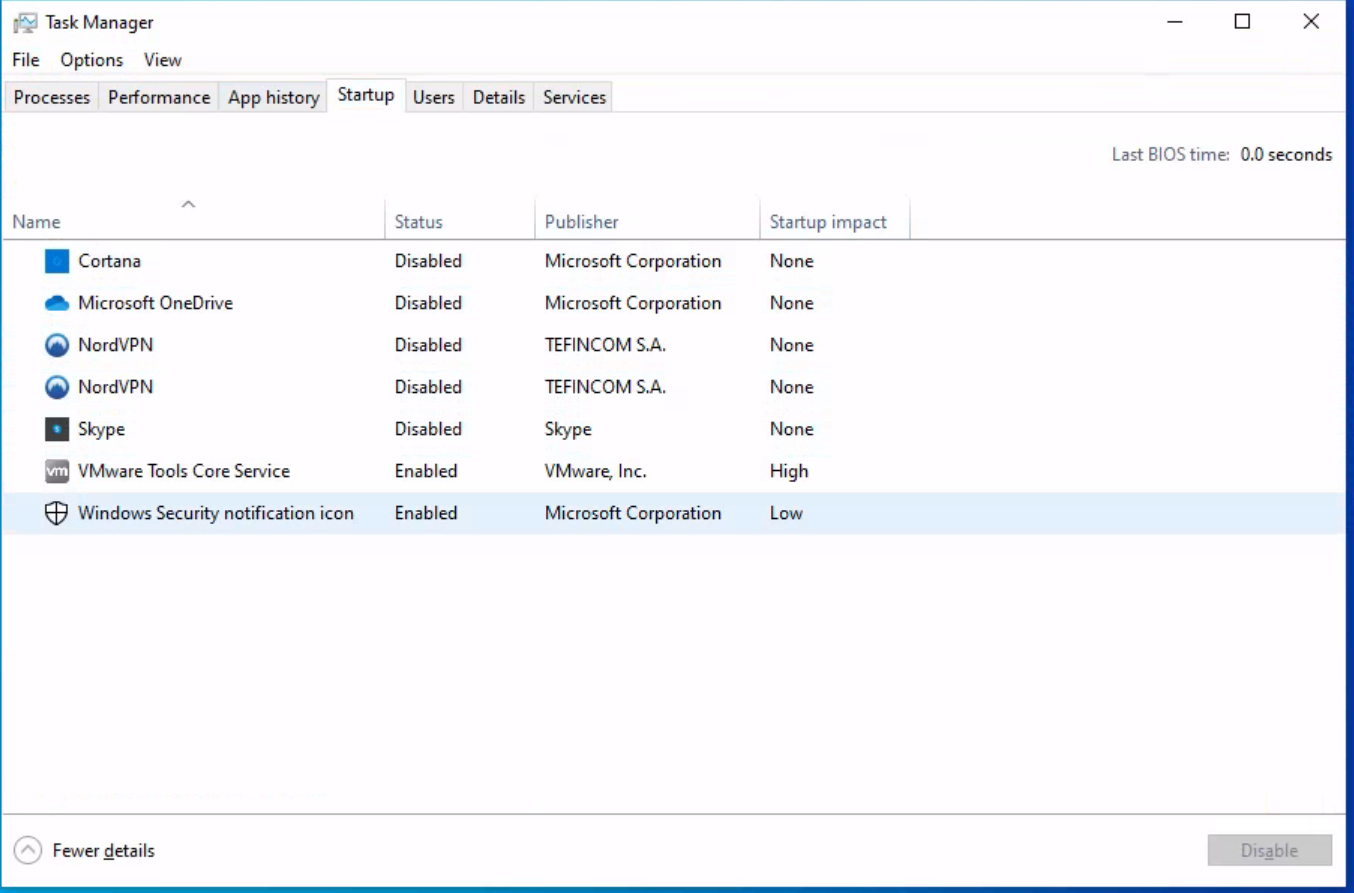 Task Manager
File Options View
Processes Performance App history Startup Users Details Services
Last BIOS time: 0.0 seconds
Name Status Publisher Startup impact
Cortana Disabled Microsoft Corporation None
Microsoft OneDrive Disabled Microsoft Corporation None
NordVPN Disabled TEFINCOM S.A. None
NordVPN Disabled TEFINCOM S.A. None
Skype Disabled Skype None
vm VMware Tools Core Service Enabled VMware, Inc. High
Windows Security notification icon Enabled Microsoft Corporation Low
Fewer details Disable